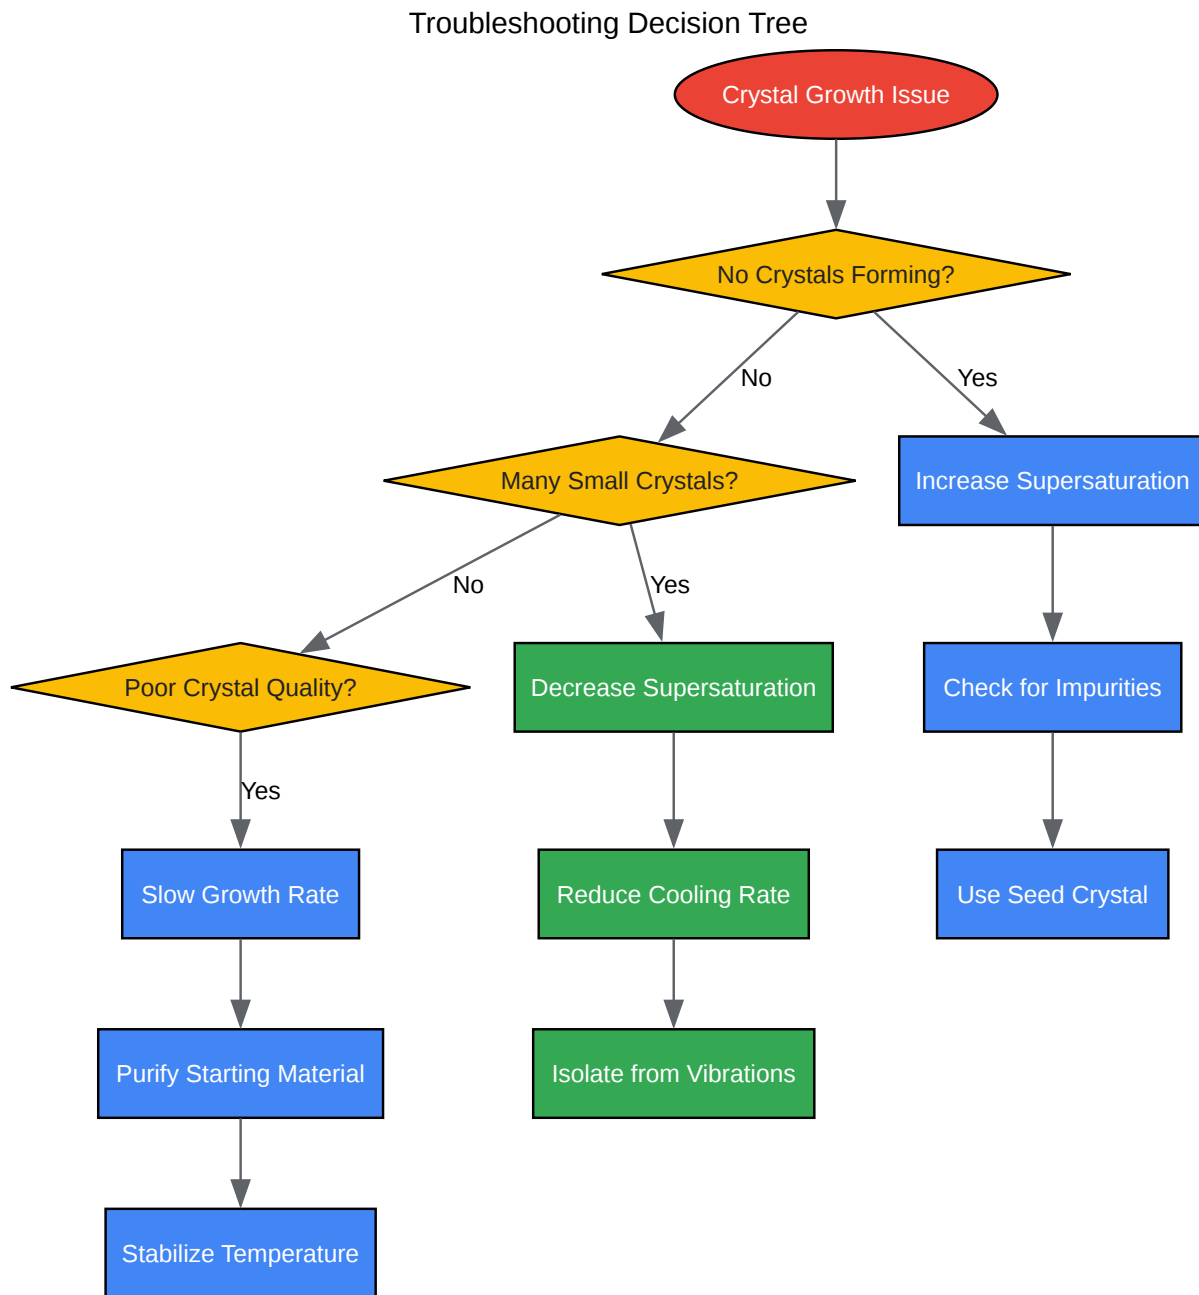 Troubleshooting Decision Tree
Crystal Growth Issue
No Crystals Forming?
No
Yes
Many Small Crystals?
Increase Supersaturation
No
Yes
Poor Crystal Quality?
Decrease Supersaturation
Check for Impurities
Yes
Slow Growth Rate
Reduce Cooling Rate
Use Seed Crystal
Purify Starting Material
Isolate from Vibrations
Stabilize Temperature